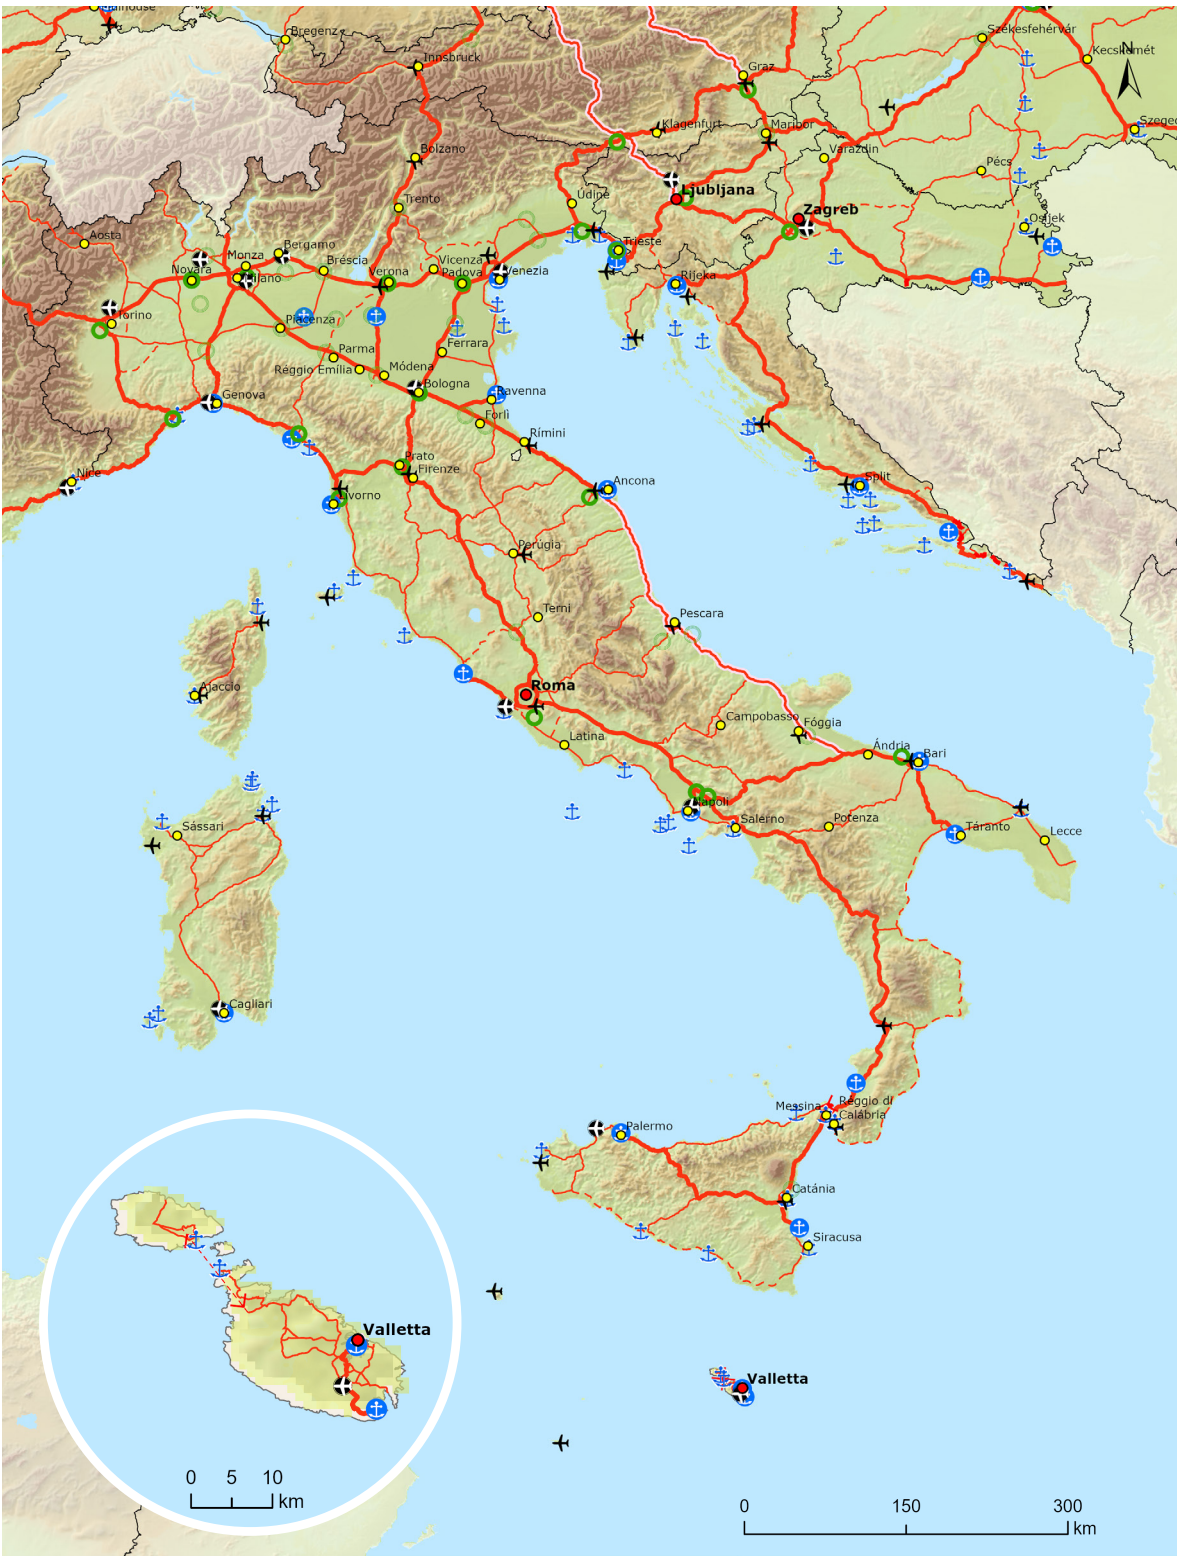 Bregenz
Innsbruck
Székesfehérvár
Kecskemét
N
Graz
Klagenfurt
Maribor
Szeged
Varazdin
Bolzano
Pécs
Ljubljana
Trento
Udine
Zagreb
Osijek
Aosta
Trieste
Bergamo
Monza
Bréscia
Vicenza
Novara
Milano
Verona
Padova
Venezia
Rijeka
Torino
Piacenza
Ferrara
Parma
Réggio Emília
Módena
Bologna
Genova
Ravenna
Forlì
Rímini
Prato
Firenze
Nice
Split
Ancona
Livorno
Perugia
Terni
Pescara
Roma
Ajaccio
Campobasso
Fóggia
Latina
Ándria
Bari
Napoli
Salerno
Potenza
Sássari
Táranto
Lecce
Cagliari
Messina
Réggio di
Calábria
Palermo
Catánia
Siracusa
Valletta
Valletta
0 5 10
km
0 150 300
km